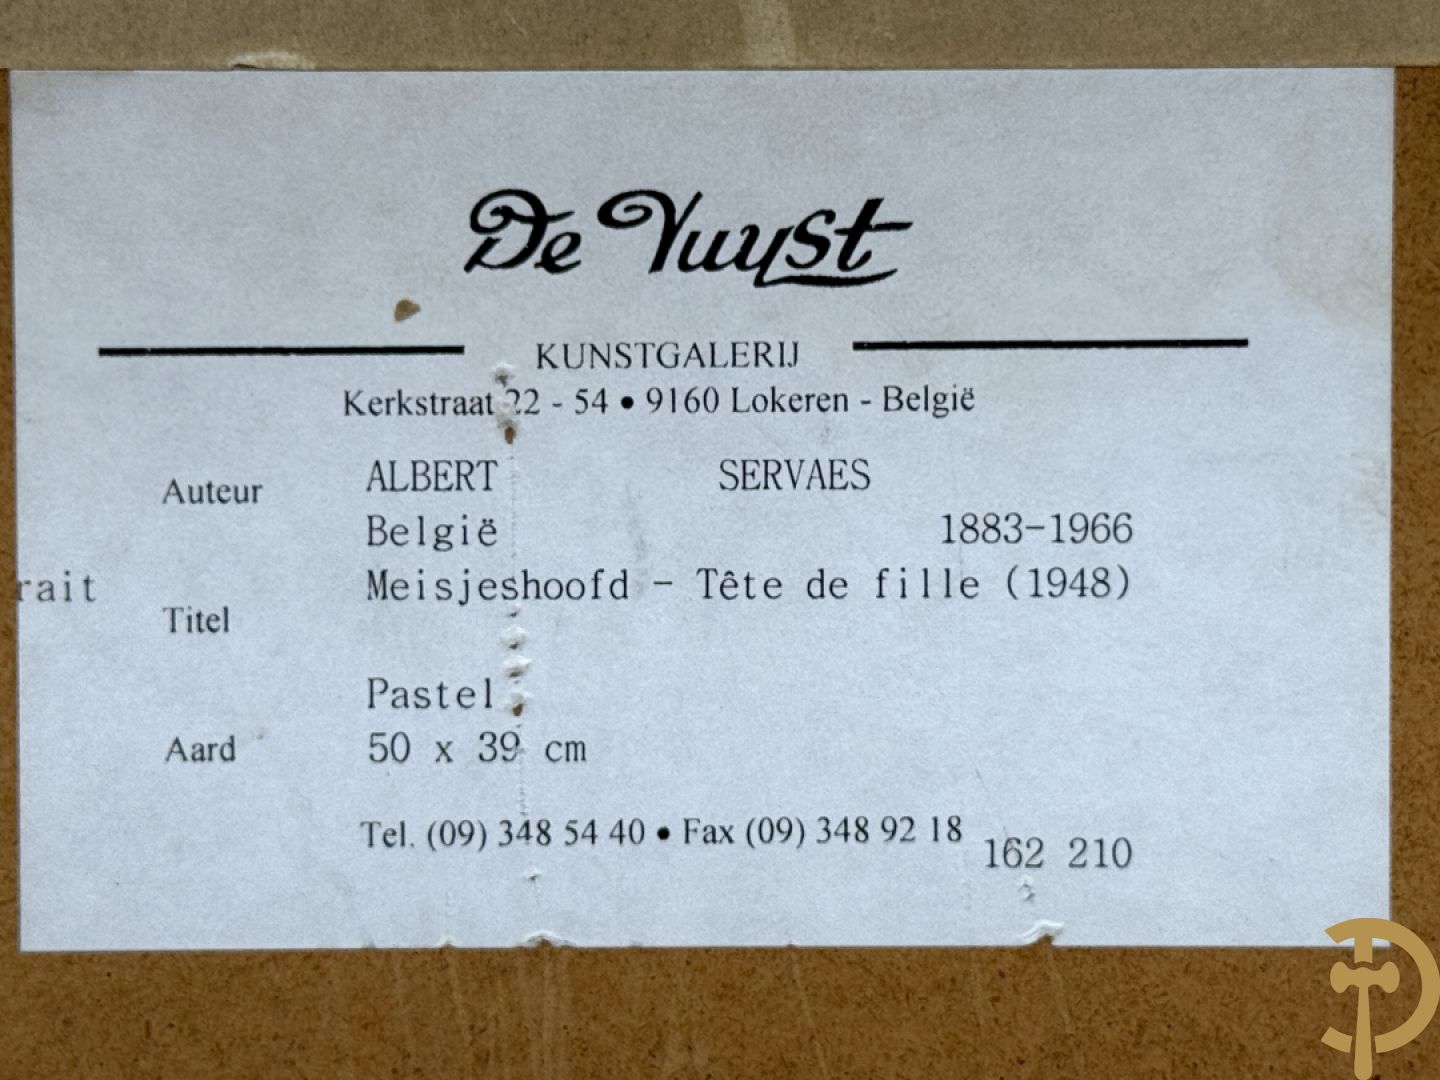 De Vuyst
KUNSTGALERIJ
Kerkstraat 22 - 54 • 9160 Lokeren - België
Auteur ALBERT SERVAES
België 1883-1966
rait Meisjeshoofd - Tête de fille (1948)
Titel
Pastel
Aard 50 x 39 cm
Tel. (09) 348 54 40 • Fax (09) 348 92 18
162 210